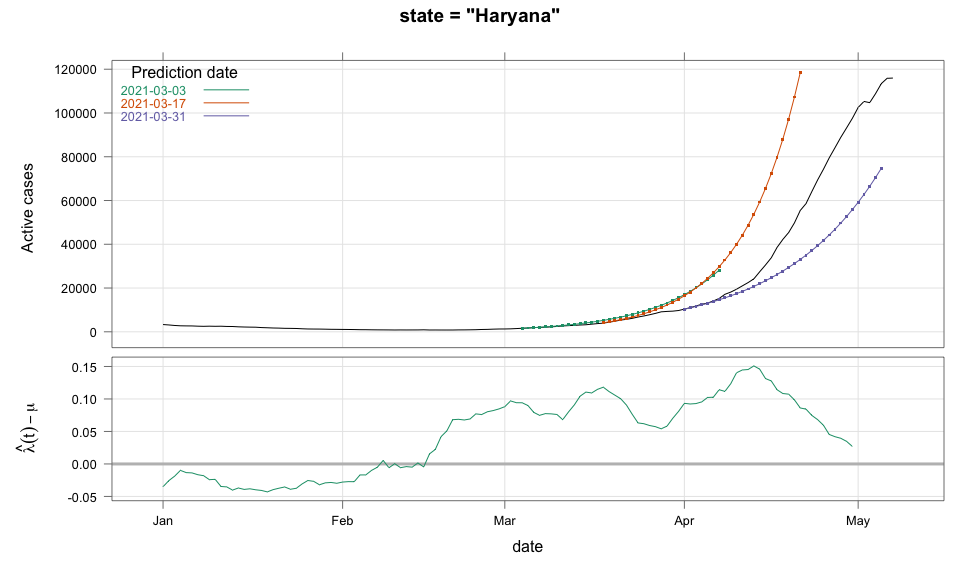 state = "Haryana"
Prediction date
2021-03-03
2021-03-17
2021-03-31
Active cases
120000
100000
80000
60000
40000
20000
0
λ̂(t) − μ
0.15
0.10
0.05
0.00
-0.05
Jan Feb Mar Apr May
date